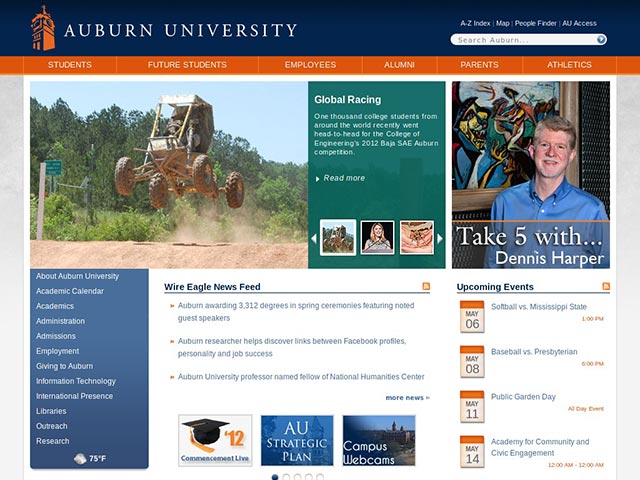 AUBURN UNIVERSITY
A-Z Index | Map | People Finder | AU Access
Search Auburn...
STUDENTS
FUTURE STUDENTS
EMPLOYEES
ALUMNI
PARENTS
ATHLETICS
Global Racing
One thousand college students from
around the world recently went
head-to-head for the College of
Engineering's 2012 Baja SAE Auburn
competition.
Read more
Take 5 with...
Dennis Harper
About Auburn University
Academic Calendar
Academics
Administration
Admissions
Employment
Giving to Auburn
Information Technology
International Presence
Libraries
Outreach
Research
75°F
Wire Eagle News Feed
Auburn awarding 3,312 degrees in spring ceremonies featuring noted
guest speakers
Auburn researcher helps discover links between Facebook profiles,
personality and job success
Auburn University professor named fellow of National Humanities Center
more news »
'12
Commencement Live
AU
STRATEGIC
PLAN
Campus
Webcams
Upcoming Events
MAY
06
Softball vs. Mississippi State
1:00 PM
MAY
08
Baseball vs. Presbyterian
6:00 PM
MAY
11
Public Garden Day
All Day Event
MAY
14
Academy for Community and
Civic Engagement
12:00 AM - 12:00 AM